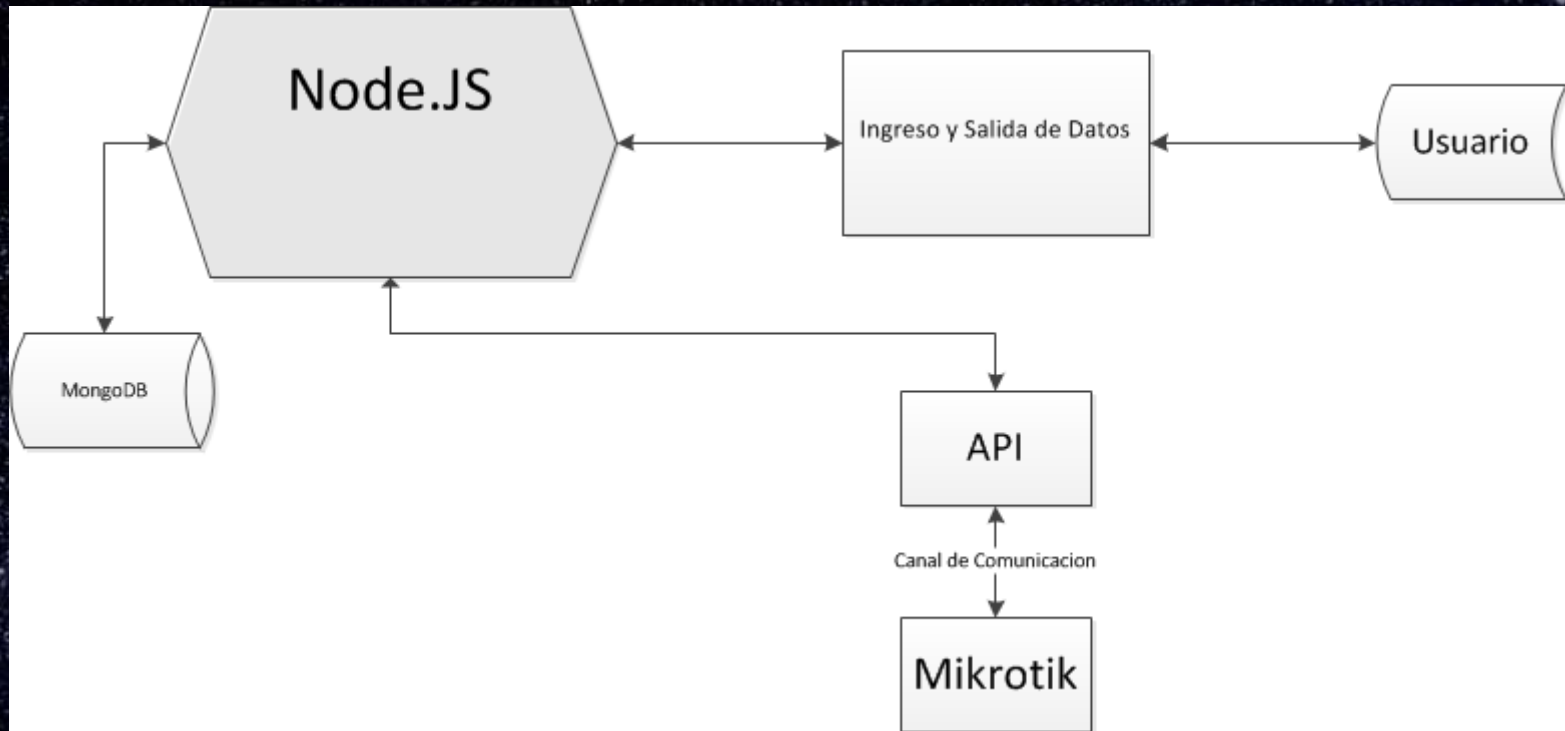 Node.JS
Ingreso y Salida de Datos
Usuario
MongoDB
API
Canal de Comunicacion
Mikrotik